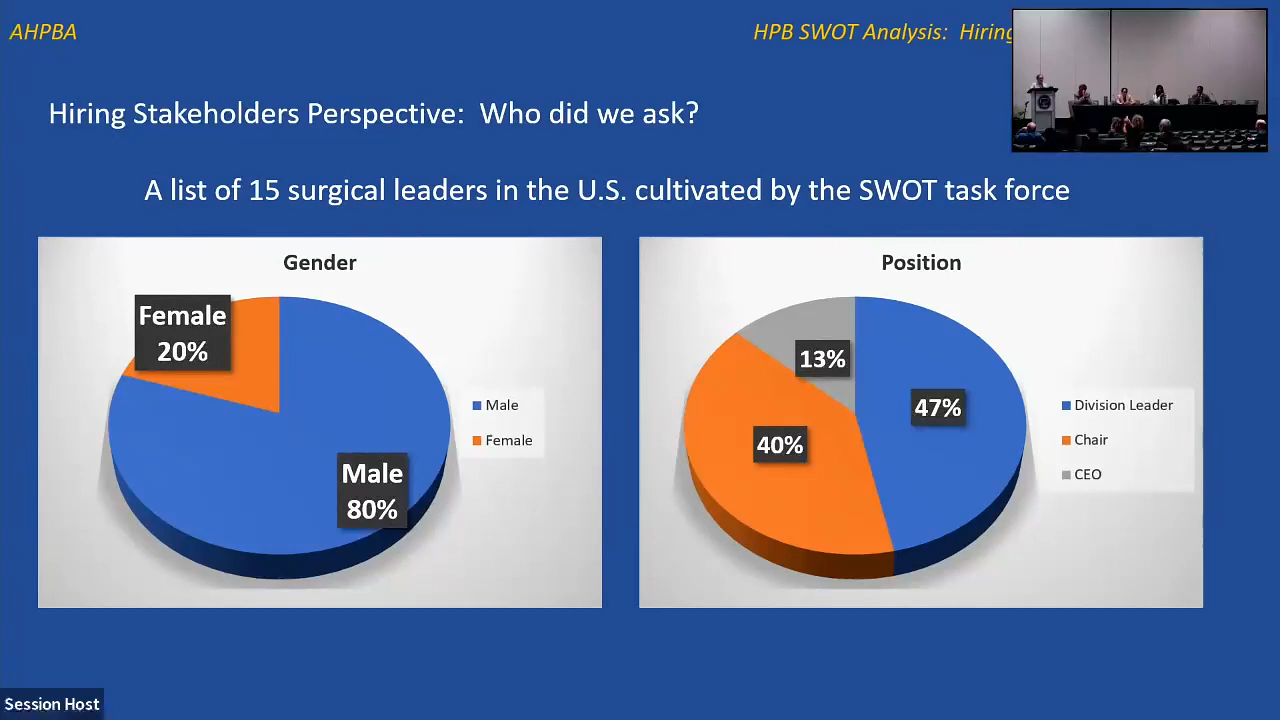 AHPBA
HPB SWOT Analysis: Hiring
Hiring Stakeholders Perspective: Who did we ask?
A list of 15 surgical leaders in the U.S. cultivated by the SWOT task force
Gender
Female
20%
Male
80%
Male
Female
Position
13%
47%
40%
Division Leader
Chair
CEO
Session Host